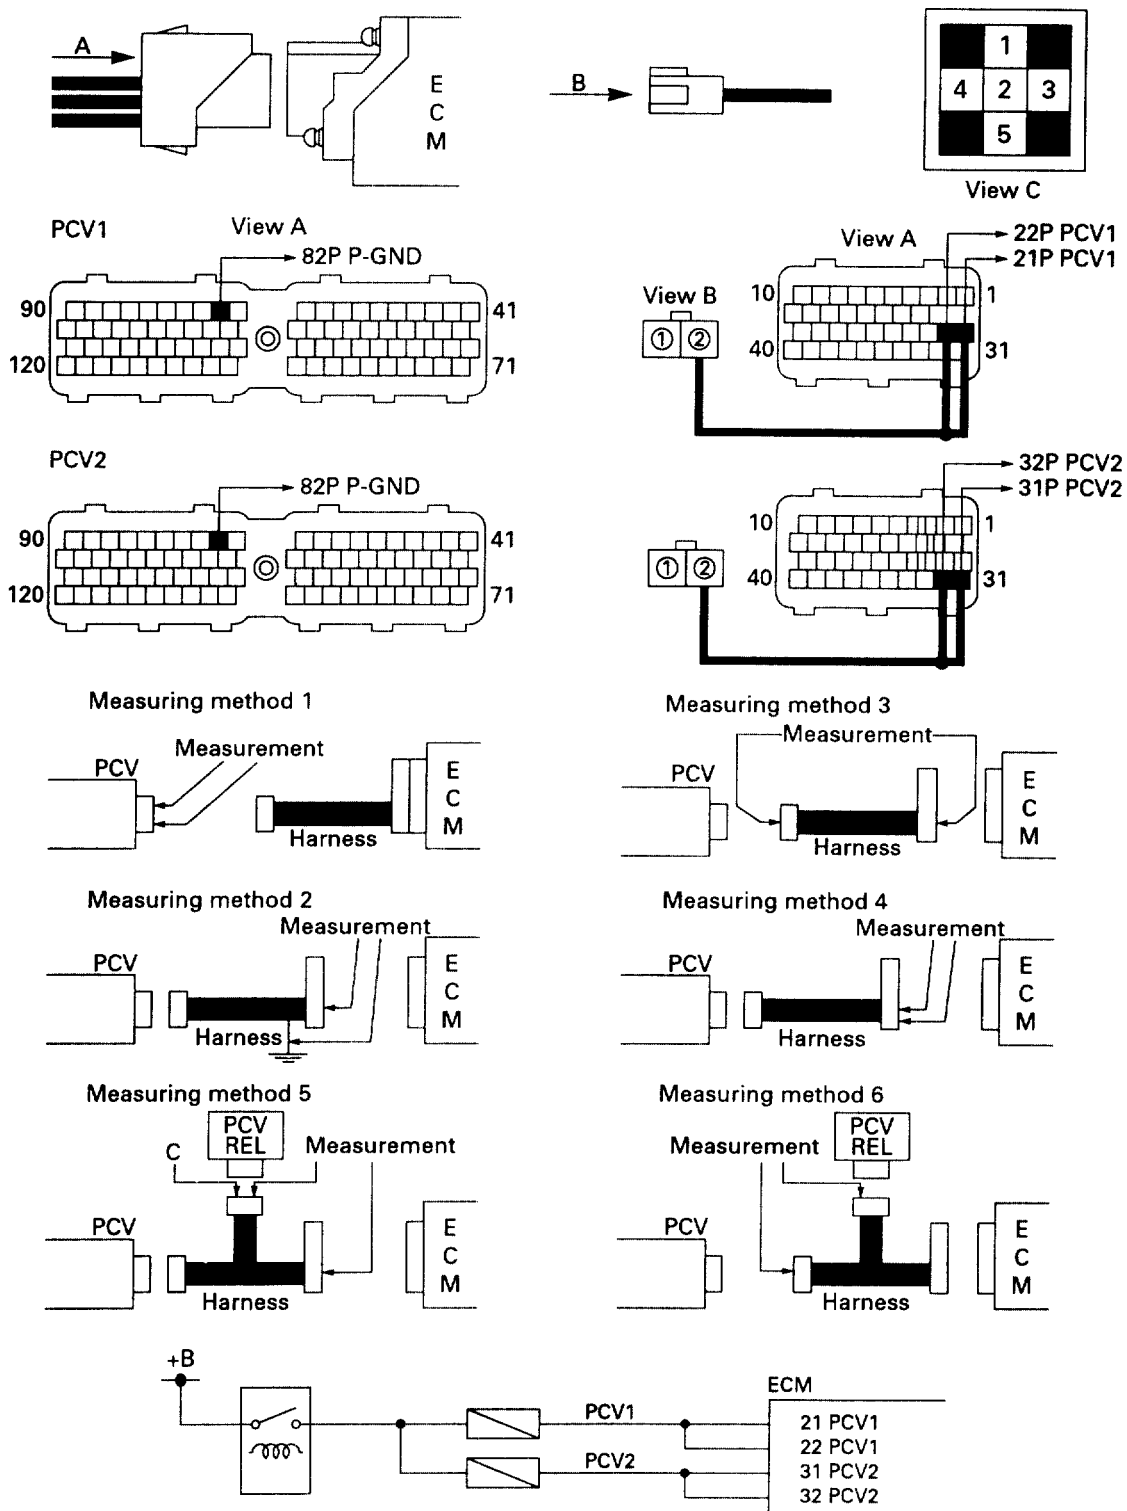 A
E
C
M
B
1
4 2 3
5
View C
PCV1
View A
82P P-GND
90
41
120
71
View A
22P PCV1
21P PCV1
View B
10
1
40
31
① ②
PCV2
82P P-GND
90
41
120
71
32P PCV2
31P PCV2
10
1
40
31
① ②
Measuring method 1
Measurement
PCV
E
C
M
Harness
Measuring method 3
Measurement
PCV
E
C
M
Harness
Measuring method 2
Measurement
PCV
E
C
M
Harness
Measuring method 4
Measurement
PCV
E
C
M
Harness
Measuring method 5
PCV
REL
C
Measurement
PCV
E
C
M
Harness
Measuring method 6
PCV
REL
Measurement
PCV
E
C
M
Harness
+B
ECM
PCV1
21 PCV1
22 PCV1
PCV2
31 PCV2
32 PCV2